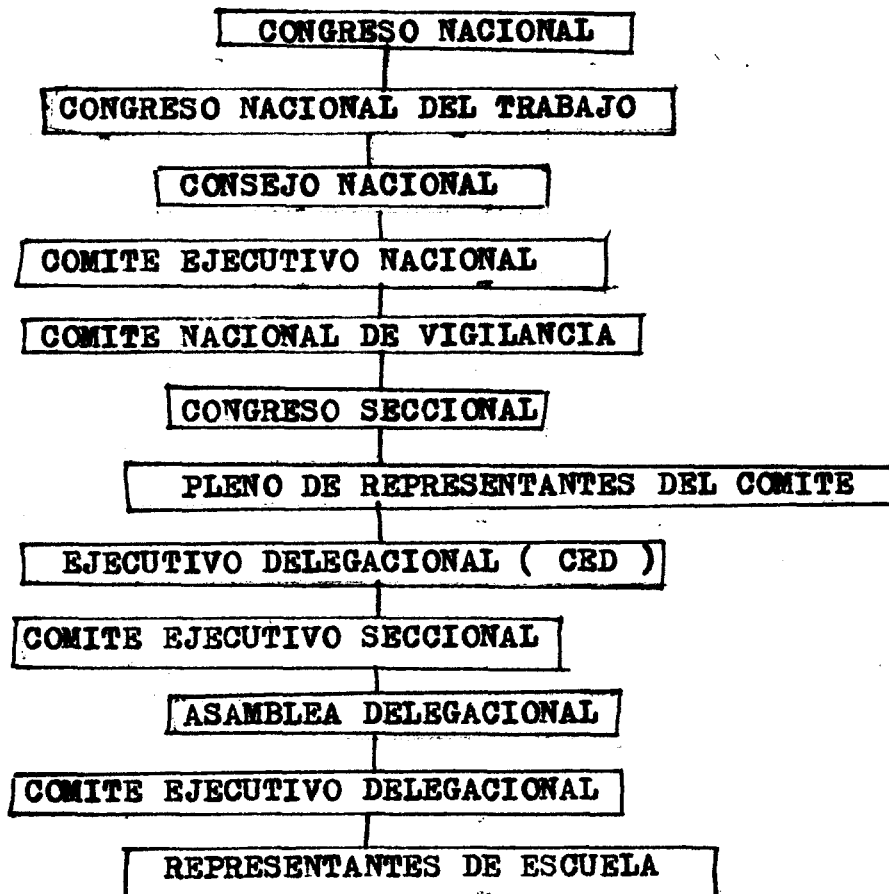 CONGRESO NACIONAL
CONGRESO NACIONAL DEL TRABAJO
CONSEJO NACIONAL
COMITE EJECUTIVO NACIONAL
COMITE NACIONAL DE VIGILANCIA
CONGRESO SECCIONAL
PLENO DE REPRESENTANTES DEL COMITE
EJECUTIVO DELEGACIONAL ( CED )
COMITE EJECUTIVO SECCIONAL
ASAMBLEA DELEGACIONAL
COMITE EJECUTIVO DELEGACIONAL
REPRESENTANTES DE ESCUELA